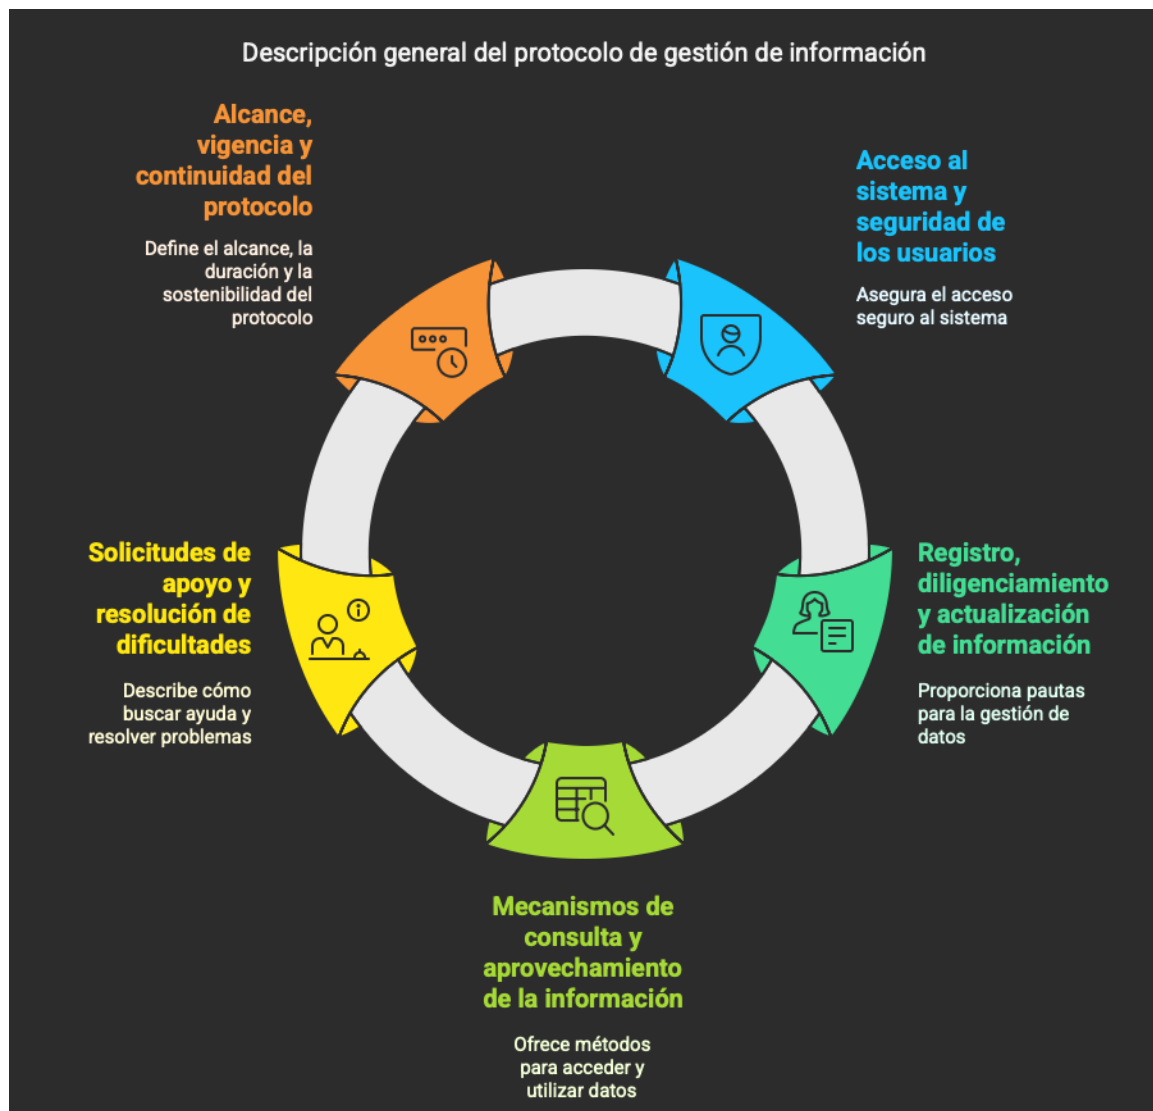 Descripción general del protocolo de gestión de información
Alcance,
vigencia y
continuidad del
protocolo
Define el alcance, la
duración y la
sostenibilidad del
protocolo
Acceso al
sistema y
seguridad de
los usuarios
Asegura el acceso
seguro al sistema
Solicitudes de
apoyo y
resolución de
dificultades
Describe cómo
buscar ayuda y
resolver problemas
Registro,
diligenciamiento
y actualización
de información
Proporciona pautas
para la gestión de
datos
Mecanismos de
consulta y
aprovechamiento
de la información
Ofrece métodos
para acceder y
utilizar datos